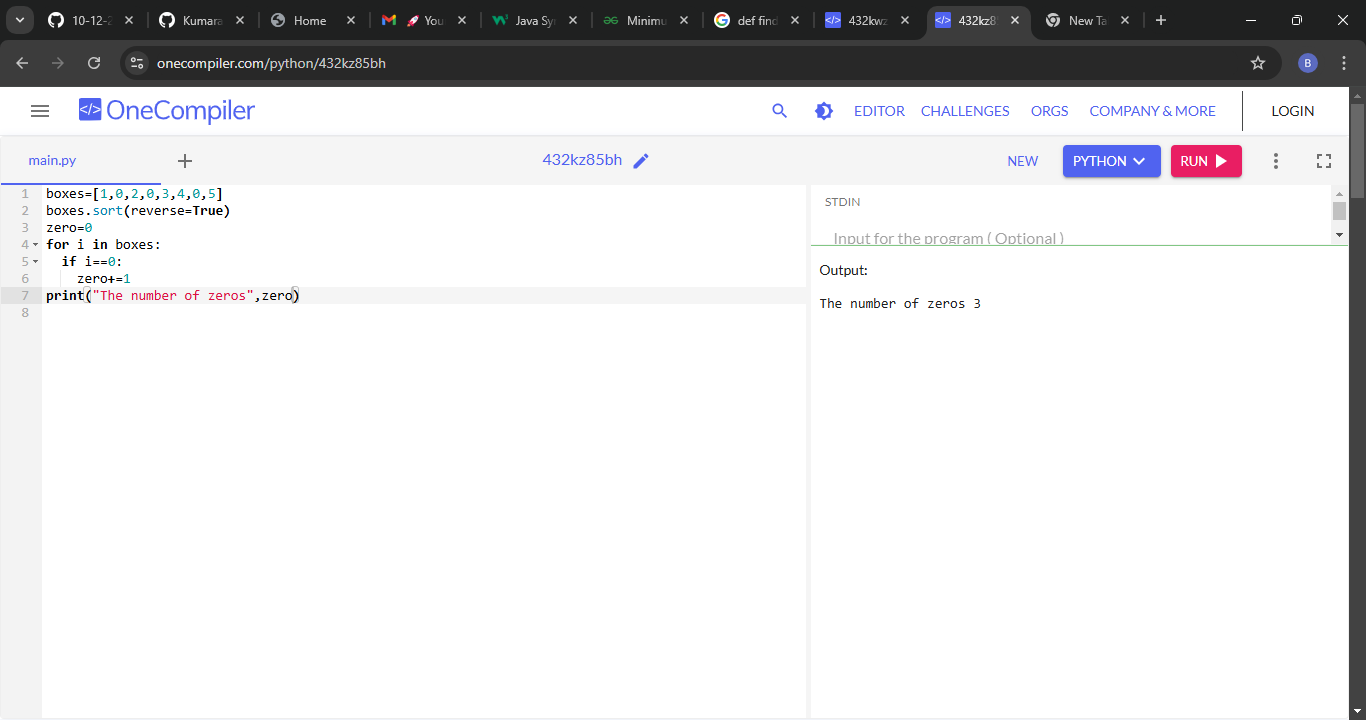 10-12-2
Kumara
Home
🚀 You
Java Sy
Minimu
def find
432kwz
432kz8
New Ta
onecompiler.com/python/432kz85bh
B
</> OneCompiler
EDITOR CHALLENGES ORGS COMPANY & MORE LOGIN
main.py
432kz85bh
NEW PYTHON RUN
1 boxes=[1,0,2,0,3,4,0,5]
2 boxes.sort(reverse=True)
3 zero=0
4 for i in boxes:
5   if i==0:
6     zero+=1
7 print("The number of zeros",zero)
8
STDIN
Input for the program ( Optional )
Output:
The number of zeros 3